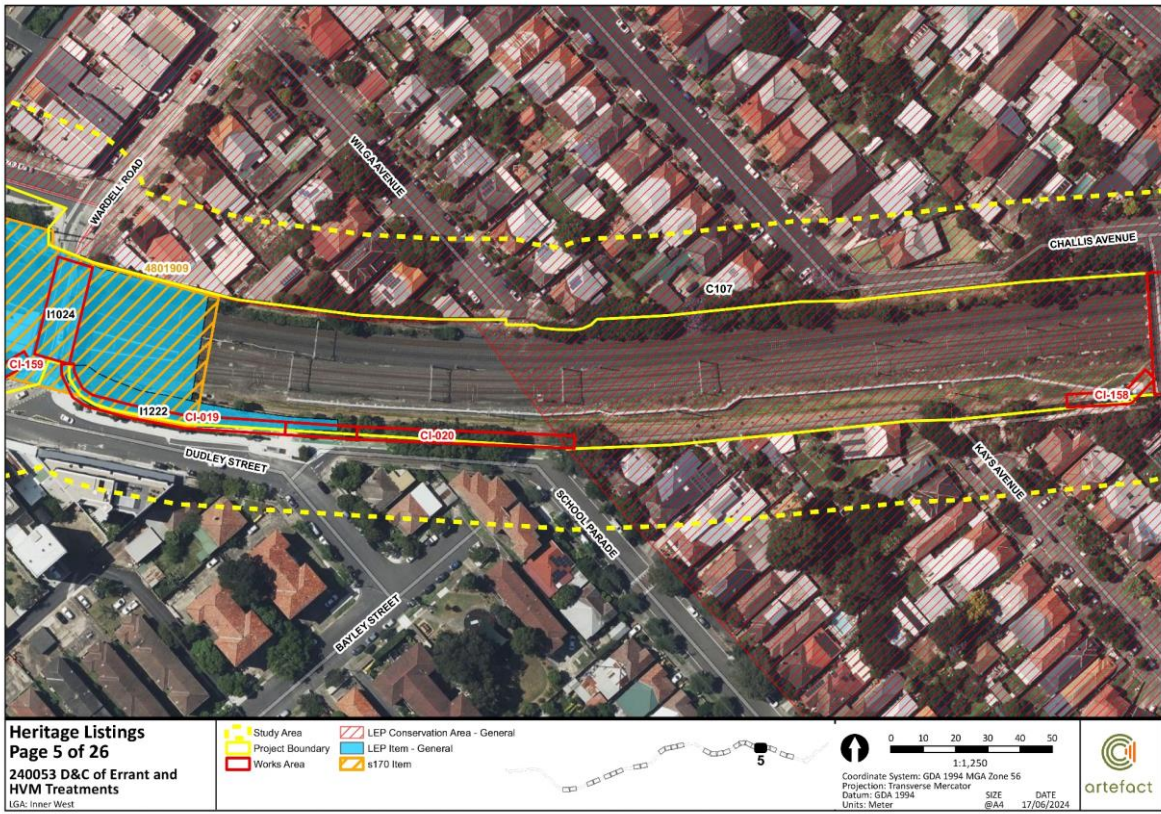 WILGA AVENUE
WARDELL ROAD
CHALLIS AVENUE
4801909
C107
I1024
CI-159
CI-158
I1222
CI-019
CI-020
DUDLEY STREET
KAYS AVENUE
SCHOOL PARADE
BAYLEY STREET
Heritage Listings
Page 5 of 26
240053 D&C of Errant and
HVM Treatments
LGA: Inner West
Study Area
Project Boundary
Works Area
LEP Conservation Area - General
LEP Item - General
s170 Item
5
0 10 20 30 40 50
1:1,250
Coordinate System: GDA 1994 MGA Zone 56
Projection: Transverse Mercator
Datum: GDA 1994
Units: Meter
SIZE
@A4
DATE
17/06/2024
artefact